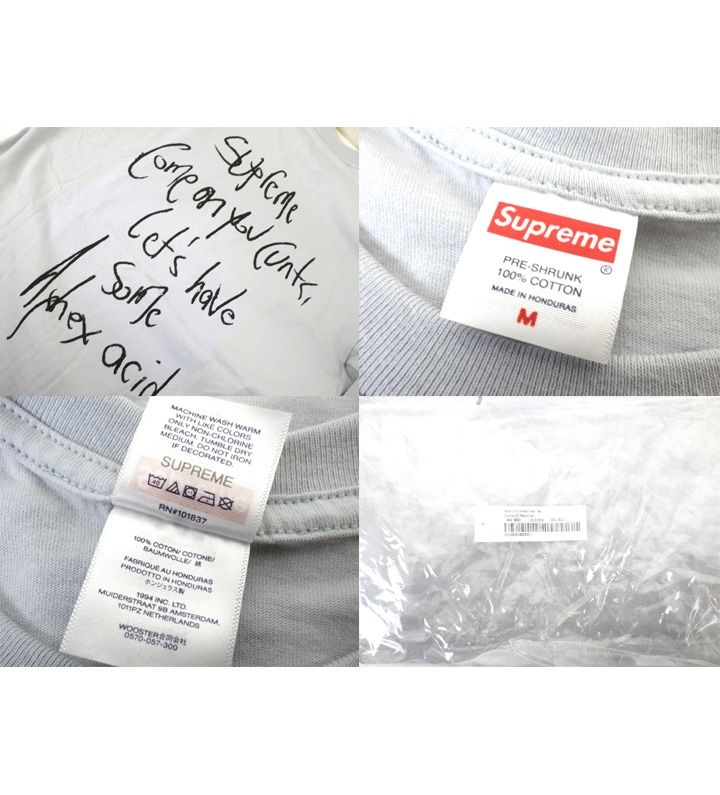 Supreme
Come on you Cunts,
let's have
Some
Aphex acid
Supreme
®
PRE-SHRUNK
100% COTTON
MADE IN HONDURAS
M
MACHINE WASH WARM
WITH LIKE COLORS
ONLY NON-CHLORINE
BLEACH. TUMBLE DRY
MEDIUM. DO NOT IRON
IF DECORATED.
SUPREME
40
RN#101837
100% COTON/ COTONE/
BAUMWOLLE/ 綿
FABRIQUÉ AU HONDURAS
PRODOTTO IN HONDURAS
ホンジュラス製
1994 INC. LTD.
MUIDERSTRAAT 9B AMSTERDAM,
1011PZ NETHERLANDS
WOOSTER合同会社
0570-057-300